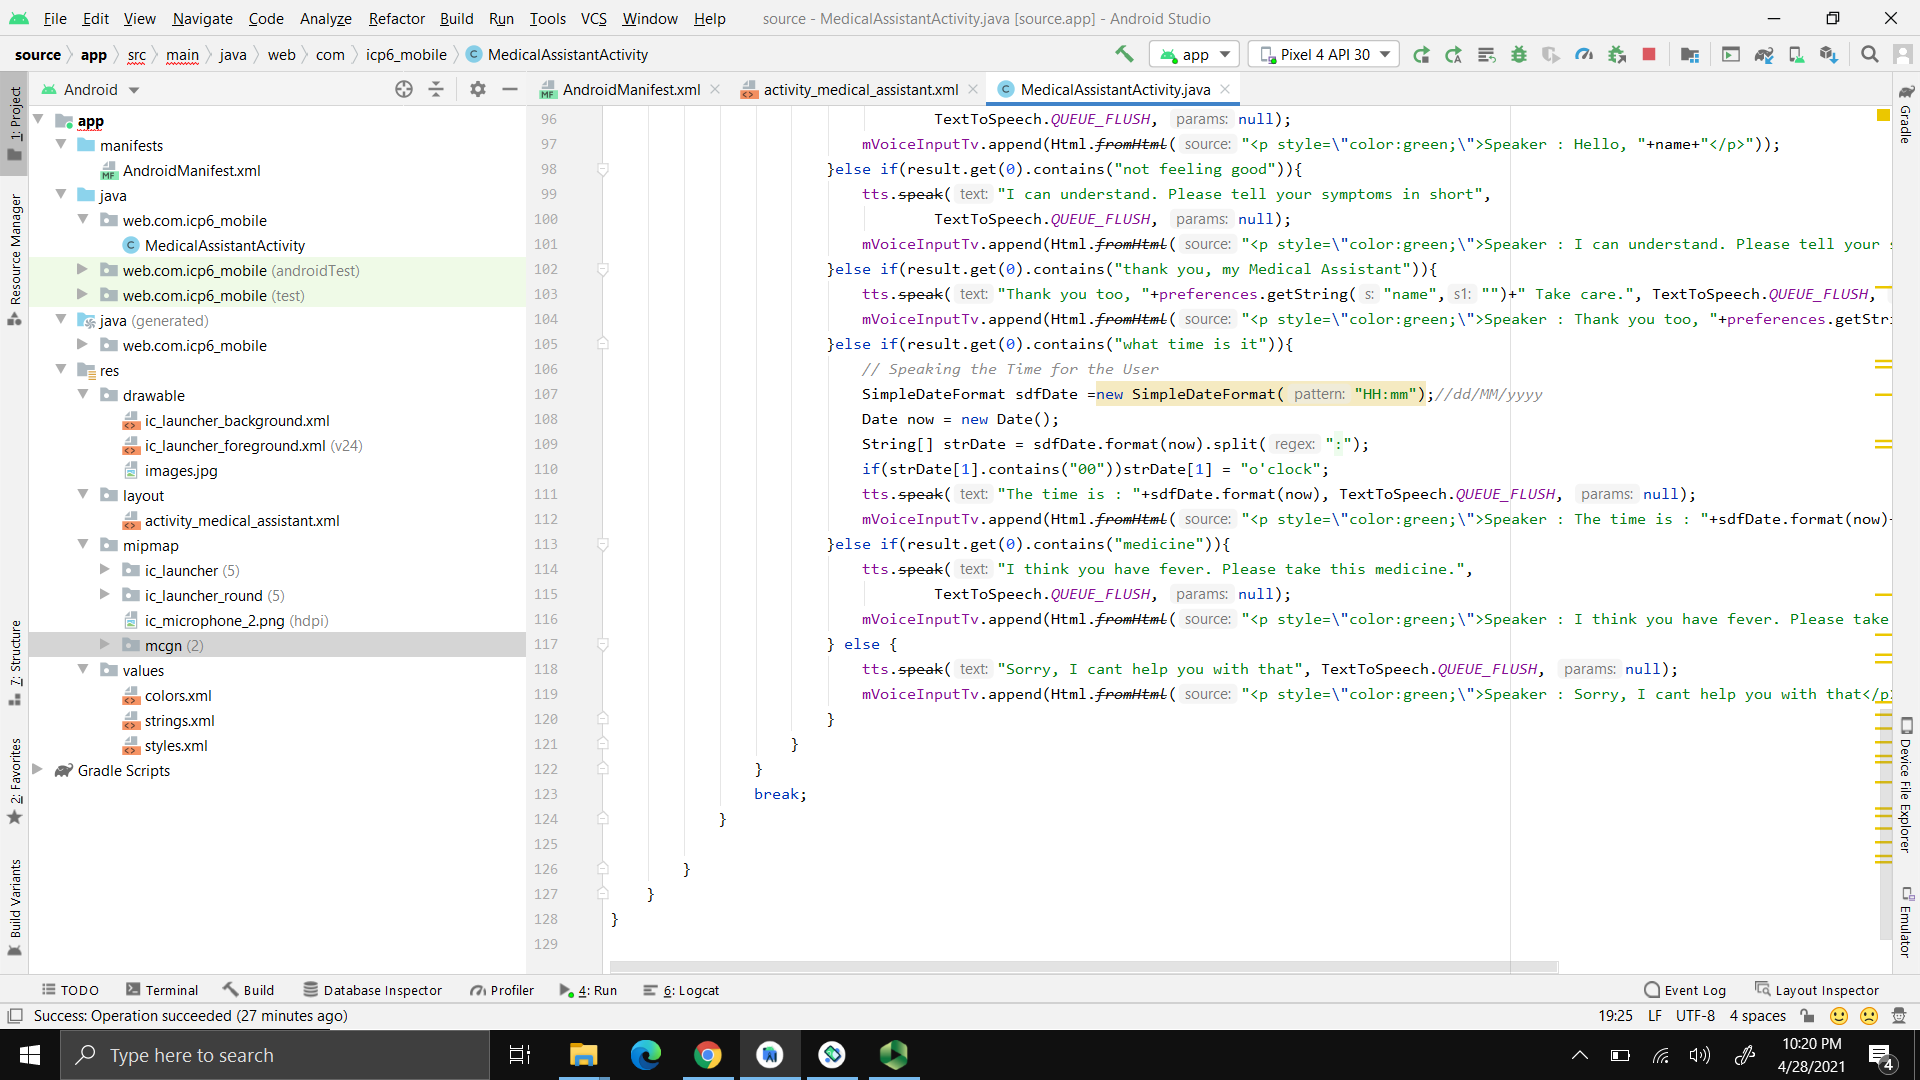 File Edit View Navigate Code Analyze Refactor Build Run Tools VCS Window Help source - MedicalAssistantActivity.java [source.app] - Android Studio
source app src main java web com icp6_mobile C MedicalAssistantActivity app Pixel 4 API 30
Android
AndroidManifest.xml activity_medical_assistant.xml MedicalAssistantActivity.java
1: Project
Resource Manager
7: Structure
2: Favorites
Build Variants
app
manifests
AndroidManifest.xml
java
web.com.icp6_mobile
MedicalAssistantActivity
web.com.icp6_mobile (androidTest)
web.com.icp6_mobile (test)
java (generated)
web.com.icp6_mobile
res
drawable
ic_launcher_background.xml
ic_launcher_foreground.xml (v24)
images.jpg
layout
activity_medical_assistant.xml
mipmap
ic_launcher (5)
ic_launcher_round (5)
ic_microphone_2.png (hdpi)
mcgn (2)
values
colors.xml
strings.xml
styles.xml
Gradle Scripts
96 TextToSpeech.QUEUE_FLUSH, params: null);
97 mVoiceInputTv.append(Html.fromHtml( source: "<p style=\"color:green;\">Speaker : Hello, "+name+"</p>"));
98 }else if(result.get(0).contains("not feeling good")){
99 tts.speak( text: "I can understand. Please tell your symptoms in short",
100 TextToSpeech.QUEUE_FLUSH, params: null);
101 mVoiceInputTv.append(Html.fromHtml( source: "<p style=\"color:green;\">Speaker : I can understand. Please tell your s
102 }else if(result.get(0).contains("thank you, my Medical Assistant")){
103 tts.speak( text: "Thank you too, "+preferences.getString( s: "name", s1: "")+" Take care.", TextToSpeech.QUEUE_FLUSH,
104 mVoiceInputTv.append(Html.fromHtml( source: "<p style=\"color:green;\">Speaker : Thank you too, "+preferences.getStri
105 }else if(result.get(0).contains("what time is it")){
106 // Speaking the Time for the User
107 SimpleDateFormat sdfDate =new SimpleDateFormat( pattern: "HH:mm");//dd/MM/yyyy
108 Date now = new Date();
109 String[] strDate = sdfDate.format(now).split( regex: ":");
110 if(strDate[1].contains("00"))strDate[1] = "o'clock";
111 tts.speak( text: "The time is : "+sdfDate.format(now), TextToSpeech.QUEUE_FLUSH, params: null);
112 mVoiceInputTv.append(Html.fromHtml( source: "<p style=\"color:green;\">Speaker : The time is : "+sdfDate.format(now)+
113 }else if(result.get(0).contains("medicine")){
114 tts.speak( text: "I think you have fever. Please take this medicine.",
115 TextToSpeech.QUEUE_FLUSH, params: null);
116 mVoiceInputTv.append(Html.fromHtml( source: "<p style=\"color:green;\">Speaker : I think you have fever. Please take
117 } else {
118 tts.speak( text: "Sorry, I cant help you with that", TextToSpeech.QUEUE_FLUSH, params: null);
119 mVoiceInputTv.append(Html.fromHtml( source: "<p style=\"color:green;\">Speaker : Sorry, I cant help you with that</p>
120 }
121 }
122 }
123 break;
124 }
125
126 }
127 }
128 }
129
Gradle
Device File Explorer
Emulator
TODO Terminal Build Database Inspector Profiler 4: Run 6: Logcat Event Log Layout Inspector
Success: Operation succeeded (27 minutes ago) 19:25 LF UTF-8 4 spaces
Type here to search
10:20 PM
4/28/2021
4